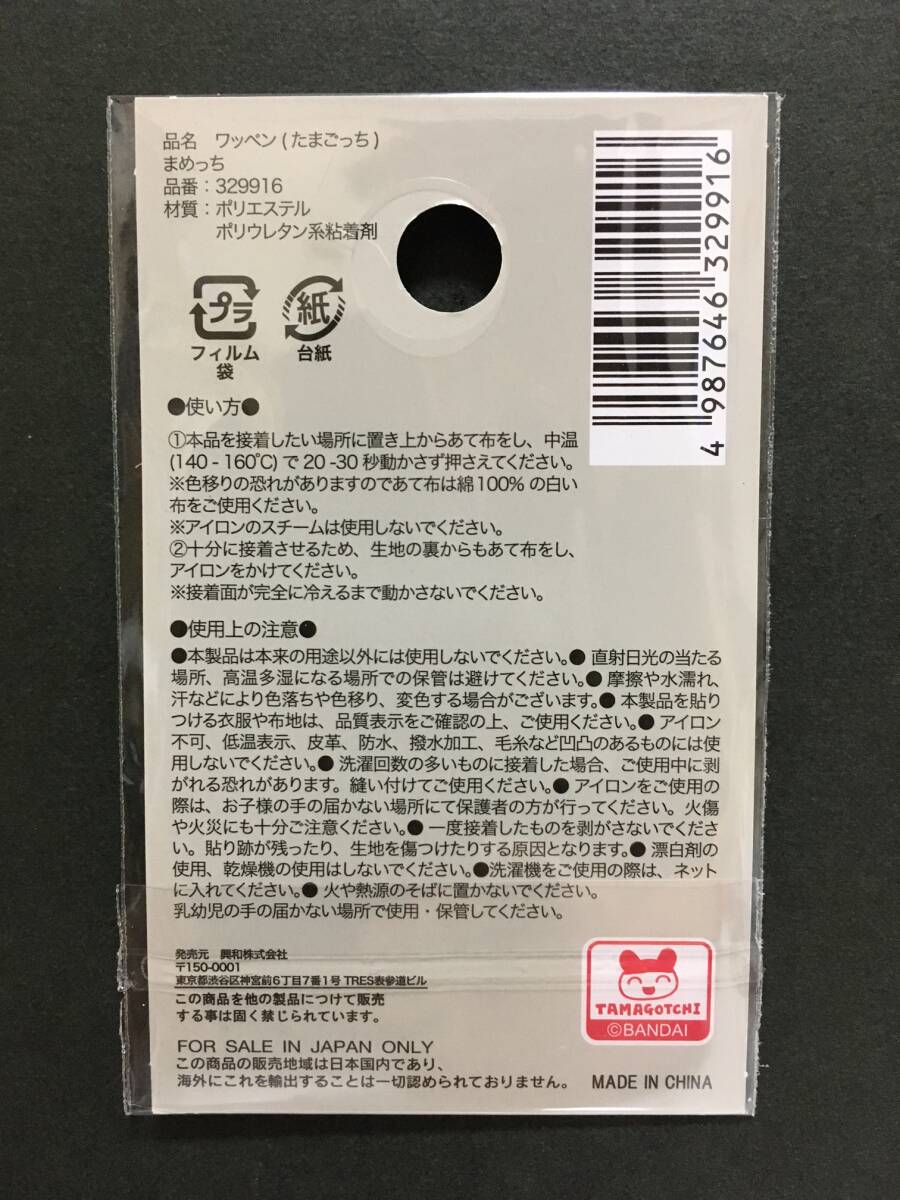 品名　ワッペン(たまごっち)
まめっち
品番：329916
材質：ポリエステル
ポリウレタン系粘着剤
4 987646 329916
プラ
フィルム
袋
紙
台紙
●使い方●
①本品を接着したい場所に置き上からあて布をし、中温
(140 - 160℃) で 20 -30 秒動かさず押さえてください。
※色移りの恐れがありますのであて布は綿100% の白い
布をご使用ください。
※アイロンのスチームは使用しないでください。
②十分に接着させるため、生地の裏からもあて布をし、
アイロンをかけてください。
※接着面が完全に冷えるまで動かさないでください。
●使用上の注意●
●本製品は本来の用途以外には使用しないでください。● 直射日光の当たる
場所、高温多湿になる場所での保管は避けてください。● 摩擦や水濡れ、
汗などにより色落ちや色移り、変色する場合がございます。● 本製品を貼り
つける衣服や布地は、品質表示をご確認の上、ご使用ください。● アイロン
不可、低温表示、皮革、防水、撥水加工、毛糸など凹凸のあるものには使
用しないでください。● 洗濯回数の多いものに接着した場合、ご使用中に剥
がれる恐れがあります。縫い付けてご使用ください。● アイロンをご使用の
際は、お子様の手の届かない場所にて保護者の方が行ってください。火傷
や火災にも十分ご注意ください。● 一度接着したものを剥がさないでくださ
い。貼り跡が残ったり、生地を傷つけたりする原因となります。● 漂白剤の
使用、乾燥機の使用はしないでください。●洗濯機をご使用の際は、ネット
に入れてください。● 火や熱源のそばに置かないでください。
乳幼児の手の届かない場所で使用・保管してください。
発売元　興和株式会社
〒150-0001
東京都渋谷区神宮前6丁目7番1号 TRES表参道ビル
この商品を他の製品につけて販売
する事は固く禁じられています。
TAMAGOTCHI
©BANDAI
FOR SALE IN JAPAN ONLY
この商品の販売地域は日本国内であり、
海外にこれを輸出することは一切認められておりません。
MADE IN CHINA